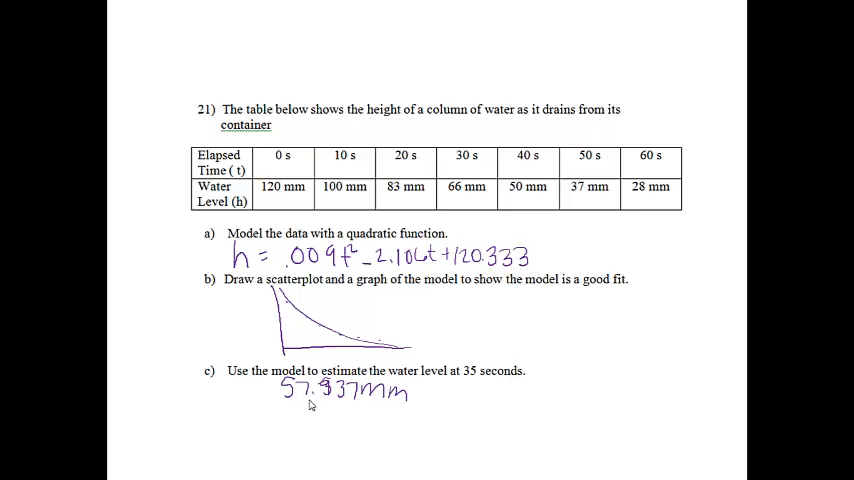 21) The table below shows the height of a column of water as it drains from its
container
Elapsed Time ( t) 0 s 10 s 20 s 30 s 40 s 50 s 60 s
Water Level (h) 120 mm 100 mm 83 mm 66 mm 50 mm 37 mm 28 mm
a) Model the data with a quadratic function.
h = .009t² - 2.106t + 120.333
b) Draw a scatterplot and a graph of the model to show the model is a good fit.
c) Use the model to estimate the water level at 35 seconds.
57.937mm